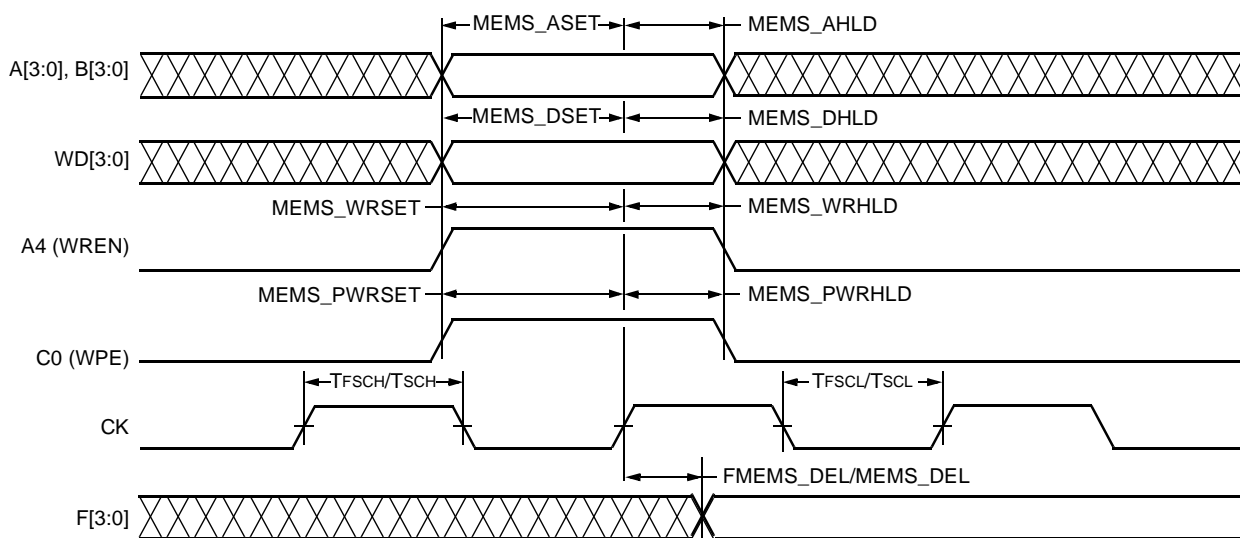 MEMS_ASET MEMS_AHLD
A[3:0], B[3:0]
MEMS_DSET MEMS_DHLD
WD[3:0]
MEMS_WRSET MEMS_WRHLD
A4 (WREN)
MEMS_PWRSET MEMS_PWRHLD
C0 (WPE)
TFSCH/TSCH TFSCL/TSCL
CK
FMEMS_DEL/MEMS_DEL
F[3:0]